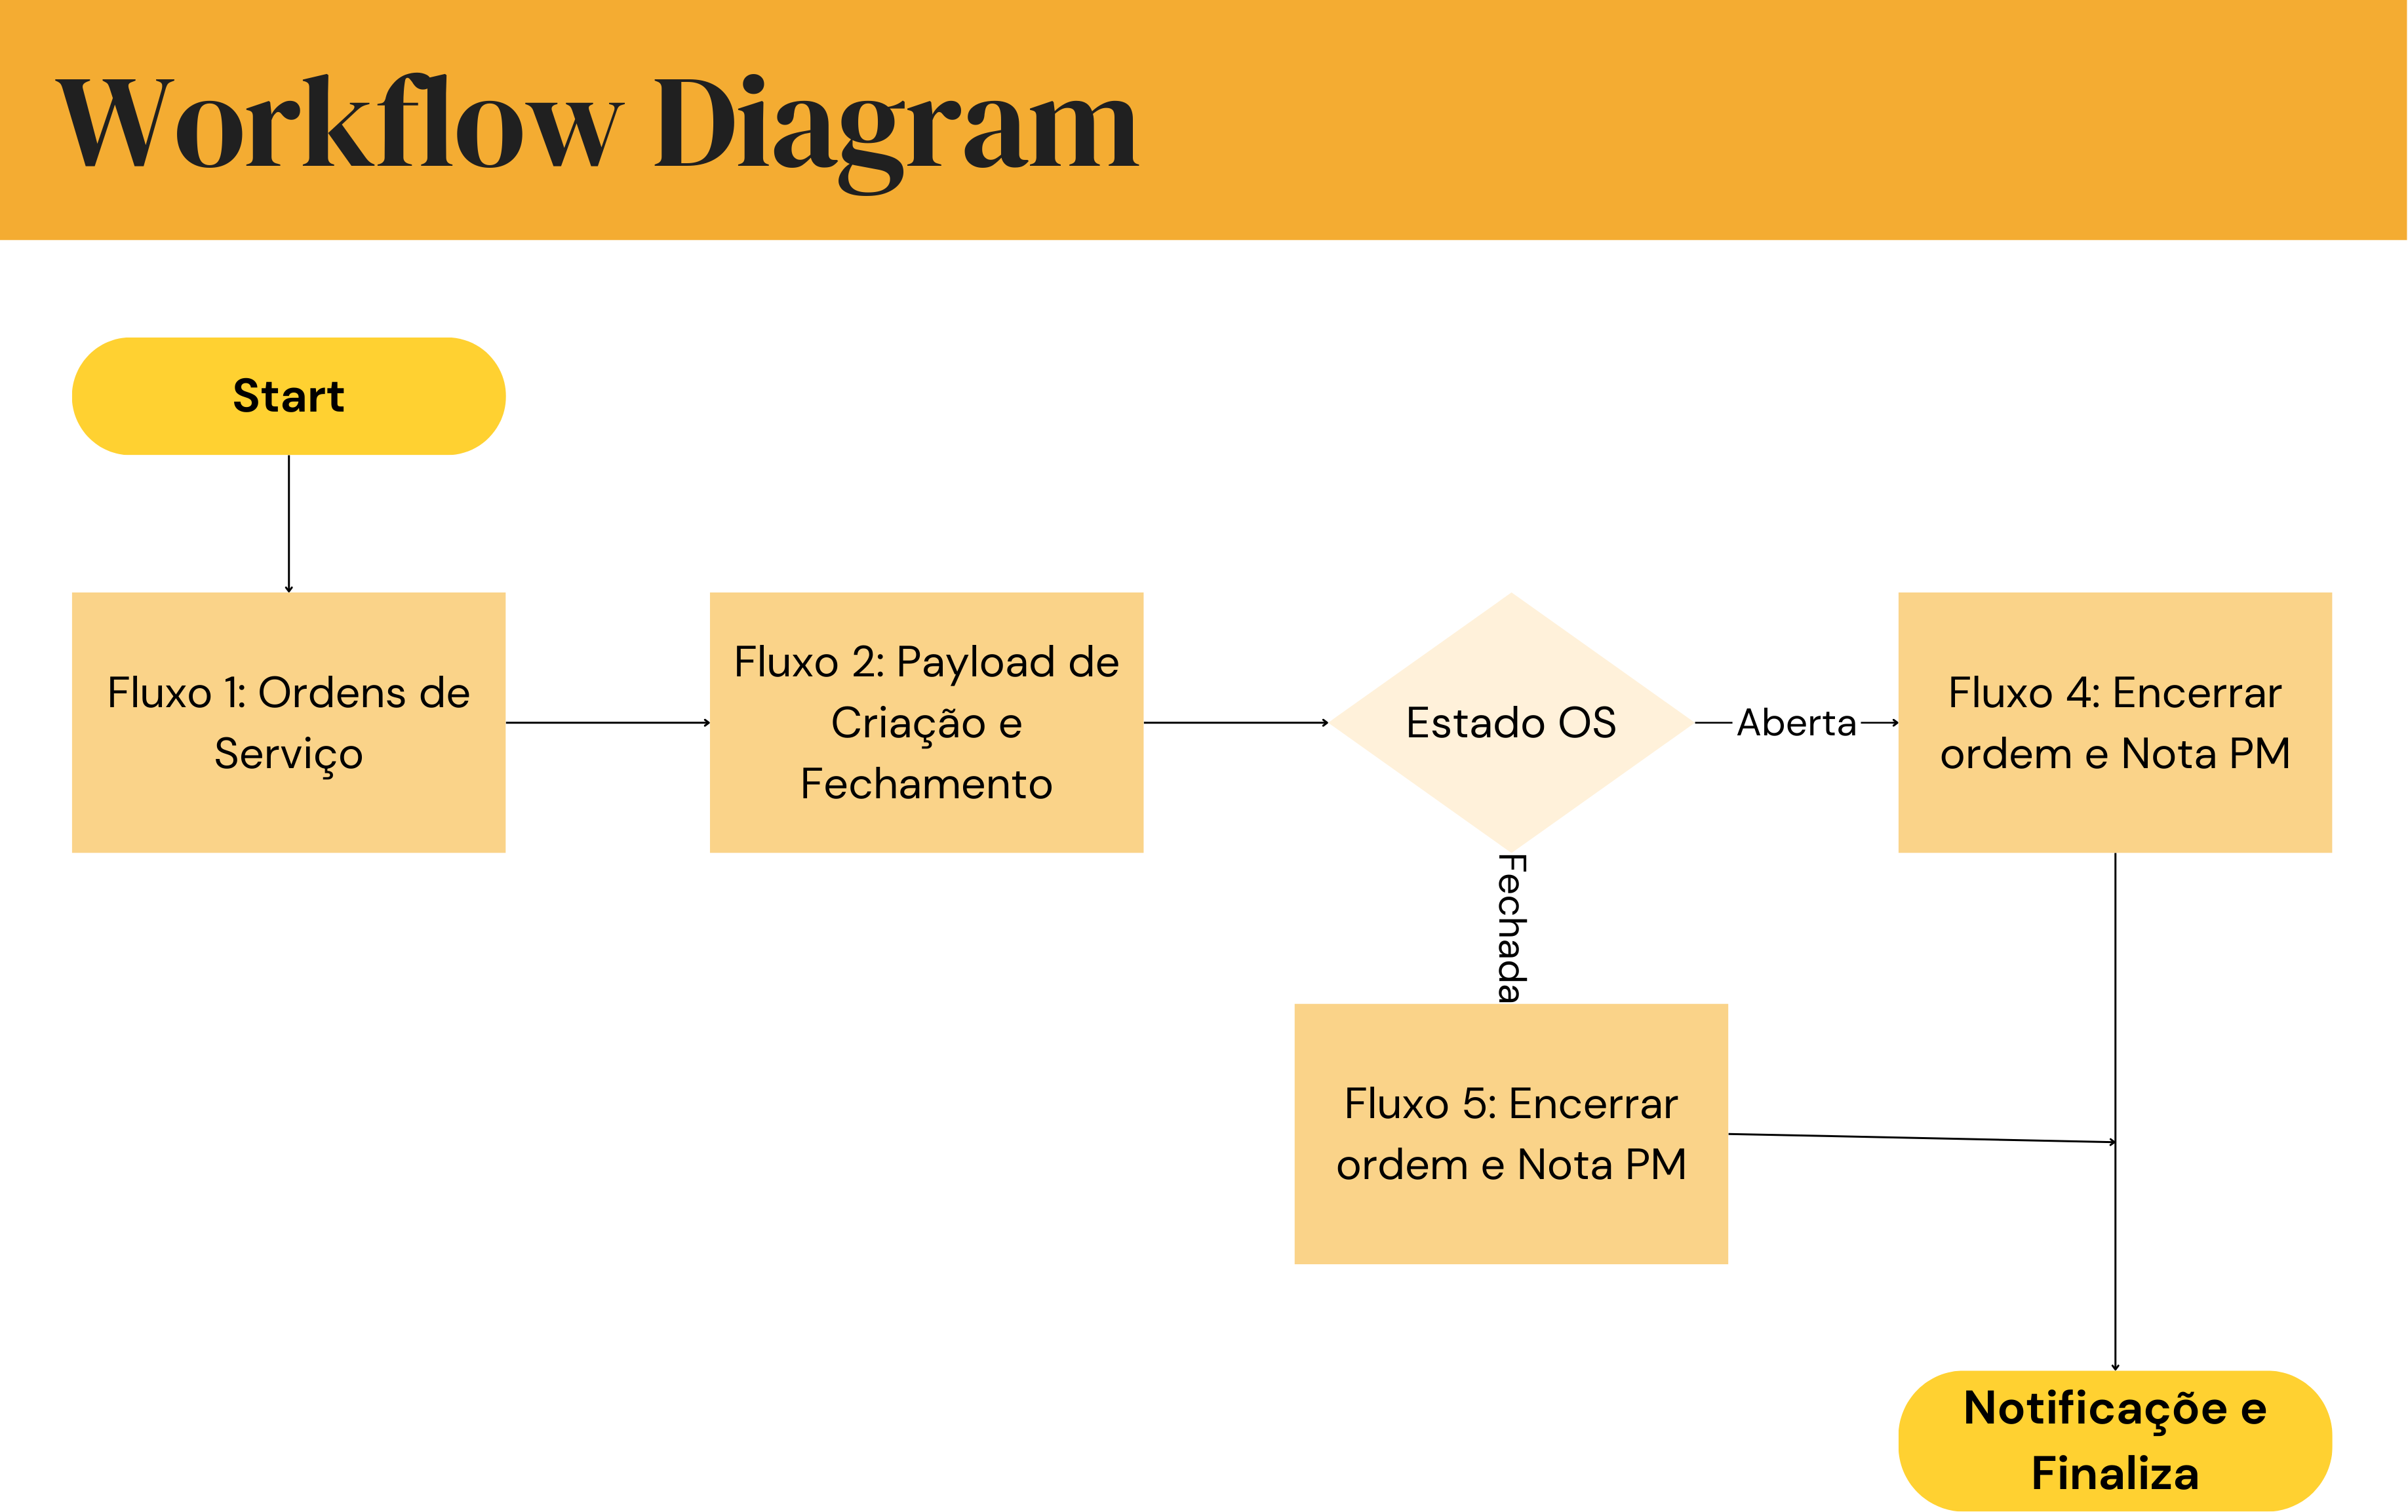 Workflow Diagram
Start
Fluxo 1: Ordens de
Serviço
Fluxo 2: Payload de
Criação e
Fechamento
Estado OS
Aberta
Fluxo 4: Encerrar
ordem e Nota PM
Fechada
Fluxo 5: Encerrar
ordem e Nota PM
Notificaçõe e
Finaliza